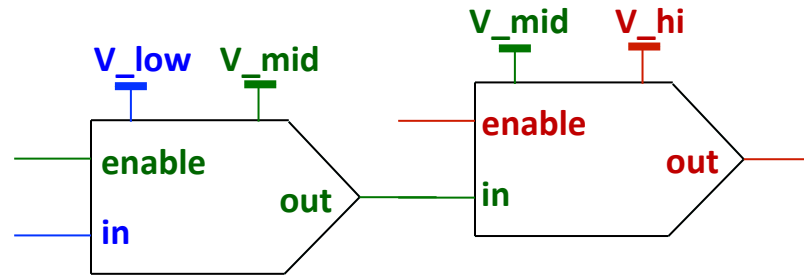 V_low V_mid
enable
out
in
V_mid V_hi
enable
out
in